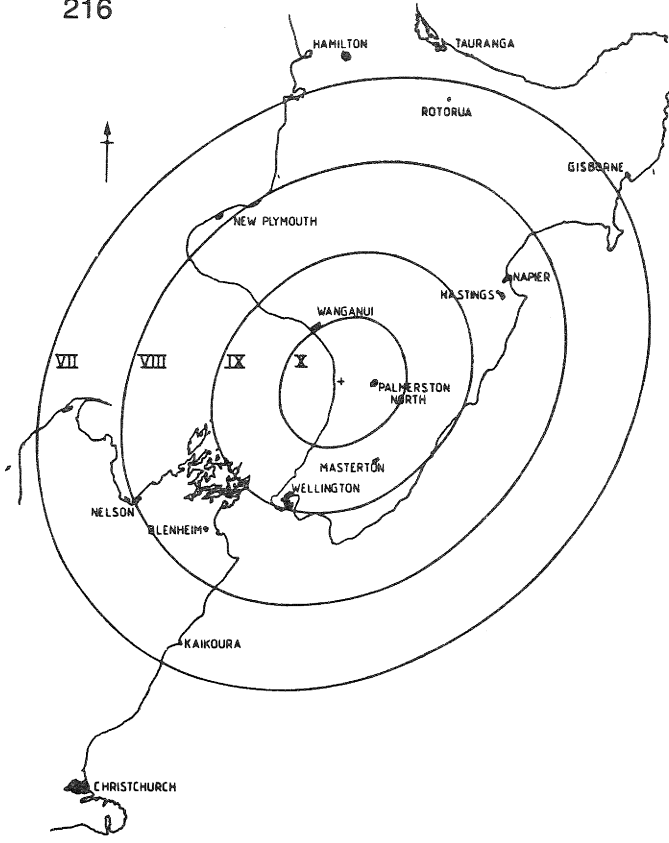 216
HAMILTON
TAURANGA
ROTORUA
GISBORNE
NEW PLYMOUTH
NAPIER
HASTINGS
WANGANUI
VII
VIII
IX
X
PALMERSTON
NORTH
MASTERTON
WELLINGTON
NELSON
BLENHEIM
KAIKOURA
CHRISTCHURCH